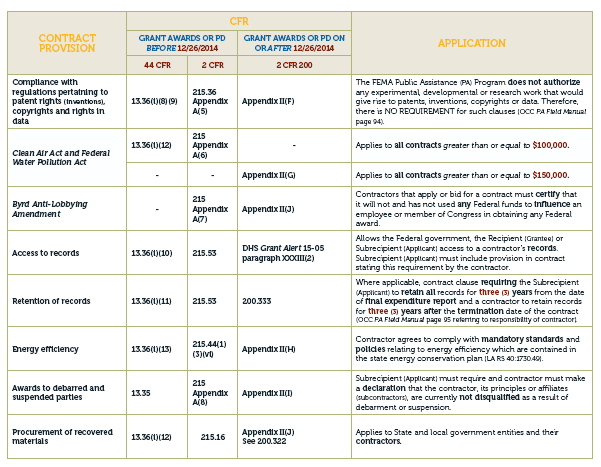 CONTRACT
PROVISION
CFR
GRANT AWARDS OR PD
BEFORE 12/26/2014
GRANT AWARDS OR PD ON
OR AFTER 12/26/2014
44 CFR
2 CFR
2 CFR 200
APPLICATION
Compliance with
regulations pertaining to
patent rights (inventions),
copyrights and rights in
data
13.36(i)(8)(9)
215.36
Appendix
A(5)
Appendix II(F)
The FEMA Public Assistance (PA) Program does not authorize
any experimental, developmental or research work that would
give rise to patents, inventions, copyrights or data. Therefore,
there is NO REQUIREMENT for such clauses (OCC PA Field Manual
page 94).
Clean Air Act and Federal
Water Pollution Act
13.36(i)(12)
215
Appendix
A(6)
-
Applies to all contracts greater than or equal to $100,000.
-
-
Appendix II(G)
Applies to all contracts greater than or equal to $150,000.
Byrd Anti-Lobbying
Amendment
-
215
Appendix
A(7)
Appendix II(J)
Contractors that apply or bid for a contract must certify that
it will not and has not used any Federal funds to influence an
employee or member of Congress in obtaining any Federal
award.
Access to records
13.36(i)(10)
215.53
DHS Grant Alert 15-05
paragraph XXXIII(2)
Allows the Federal government, the Recipient (Grantee) or
Subrecipient (Applicant) access to a contractor's records.
Subrecipient (Applicant) must include provision in contract
stating this requirement by the contractor.
Retention of records
13.36(i)(11)
215.53
200.333
Where applicable, contract clause requiring the Subrecipient
(Applicant) to retain all records for three (3) years from the date
of final expenditure report and a contractor to retain records
for three (3) years after the termination date of the contract
(OCC PA Field Manual page 95 referring to responsibility of contractor).
Energy efficiency
13.36(i)(13)
215.44(1)
(3)(vi)
Appendix II(H)
Contractor agrees to comply with mandatory standards and
policies relating to energy efficiency which are contained in
the state energy conservation plan (LA RS 40:1730.49).
Awards to debarred and
suspended parties
13.35
215
Appendix
A(8)
Appendix II(I)
Subrecipient (Applicant) must require and contractor must make
a declaration that the contractor, its principles or affiliates
(subcontractors), are currently not disqualified as a result of
debarment or suspension.
Procurement of recovered
materials
13.36(i)(12)
215.16
Appendix II(J)
See 200.322
Applies to State and local government entities and their
contractors.